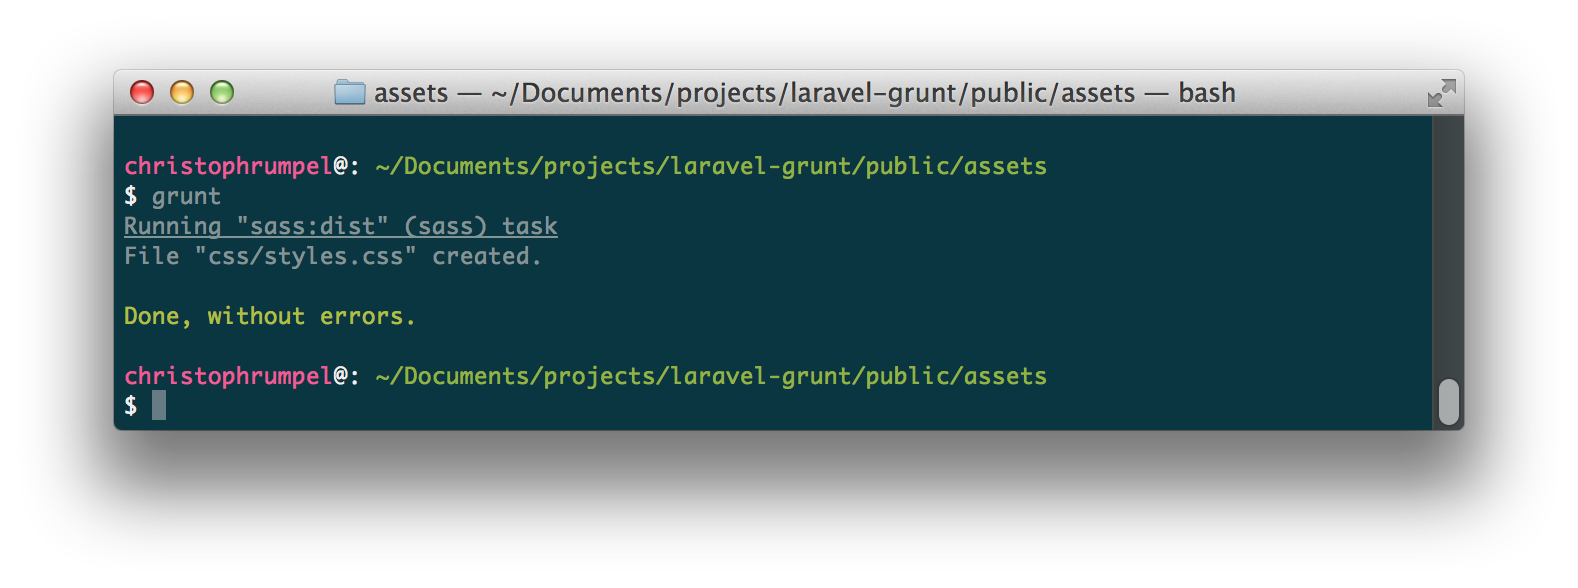 assets — ~/Documents/projects/laravel-grunt/public/assets — bash
christophrumpel@: ~/Documents/projects/laravel-grunt/public/assets
$ grunt
Running "sass:dist" (sass) task
File "css/styles.css" created.
Done, without errors.
christophrumpel@: ~/Documents/projects/laravel-grunt/public/assets
$